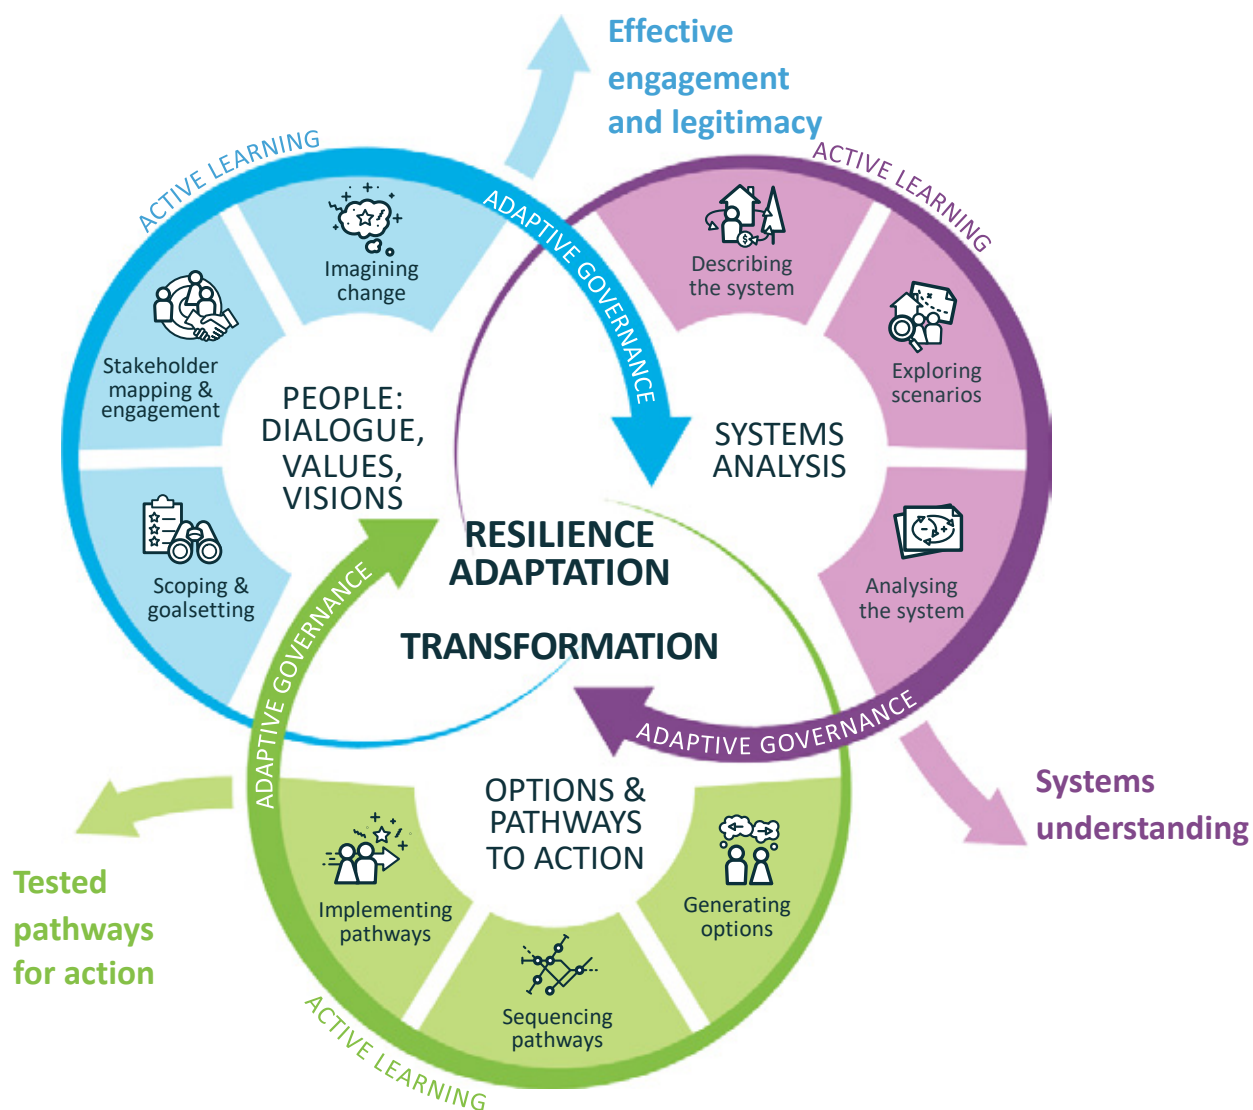 Effective
engagement
and legitimacy
ACTIVE LEARNING
ADAPTIVE GOVERNANCE
Imagining
change
Stakeholder
mapping &
engagement
Scoping &
goalsetting
PEOPLE:
DIALOGUE,
VALUES,
VISIONS
ACTIVE LEARNING
Describing
the system
Exploring
scenarios
Analysing
the system
SYSTEMS
ANALYSIS
ADAPTIVE GOVERNANCE
Systems
understanding
RESILIENCE
ADAPTATION
TRANSFORMATION
OPTIONS &
PATHWAYS
TO ACTION
Generating
options
Sequencing
pathways
Implementing
pathways
ADAPTIVE GOVERNANCE
ACTIVE LEARNING
Tested
pathways
for action